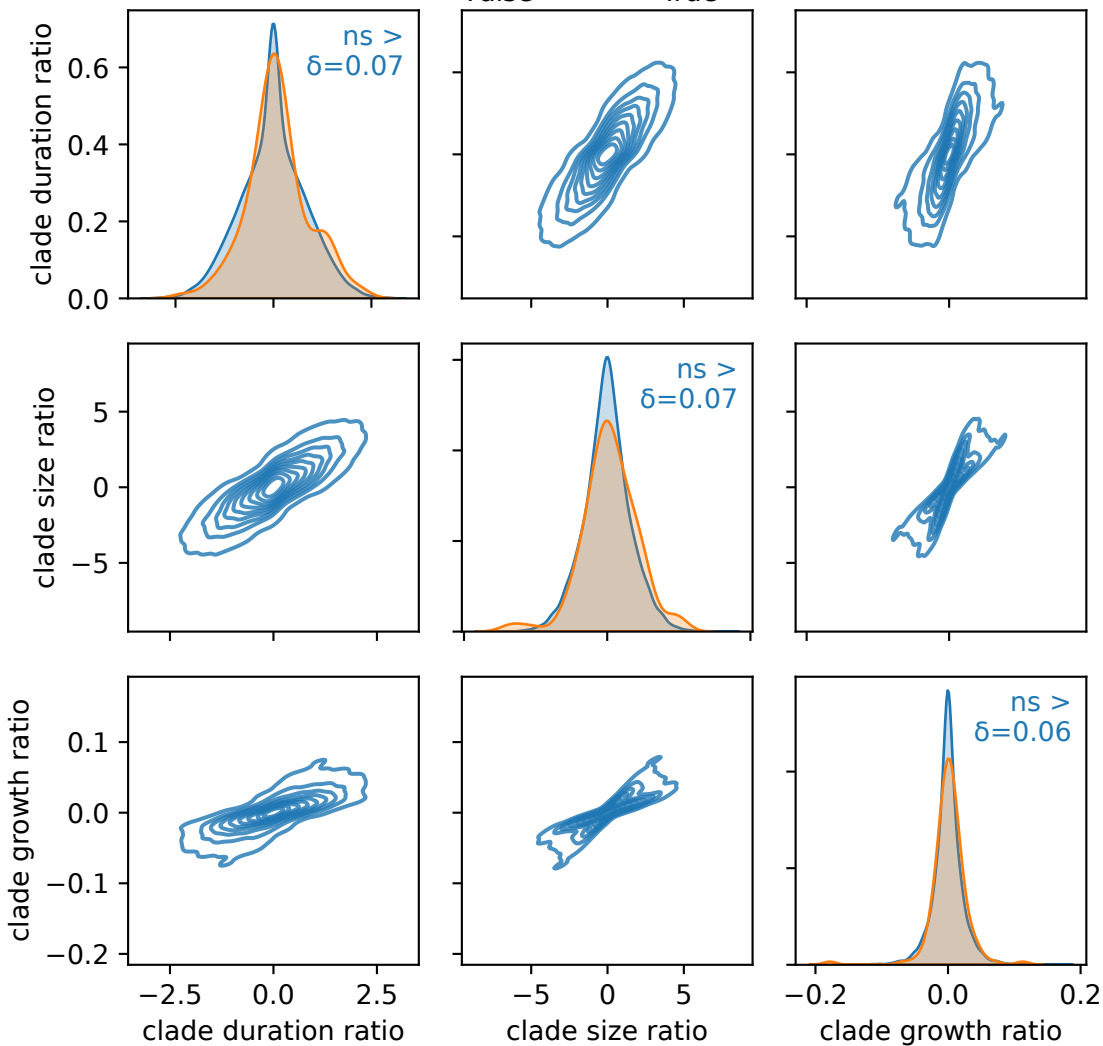 True
clade duration ratio
0.6
0.4
0.2
0.0
ns >
δ=0.07
clade size ratio
5
0
−5
ns >
δ=0.07
clade growth ratio
0.1
0.0
−0.1
−0.2
ns >
δ=0.06
−2.5 0.0 2.5
−5 0 5
−0.2 0.0 0.2
clade duration ratio
clade size ratio
clade growth ratio